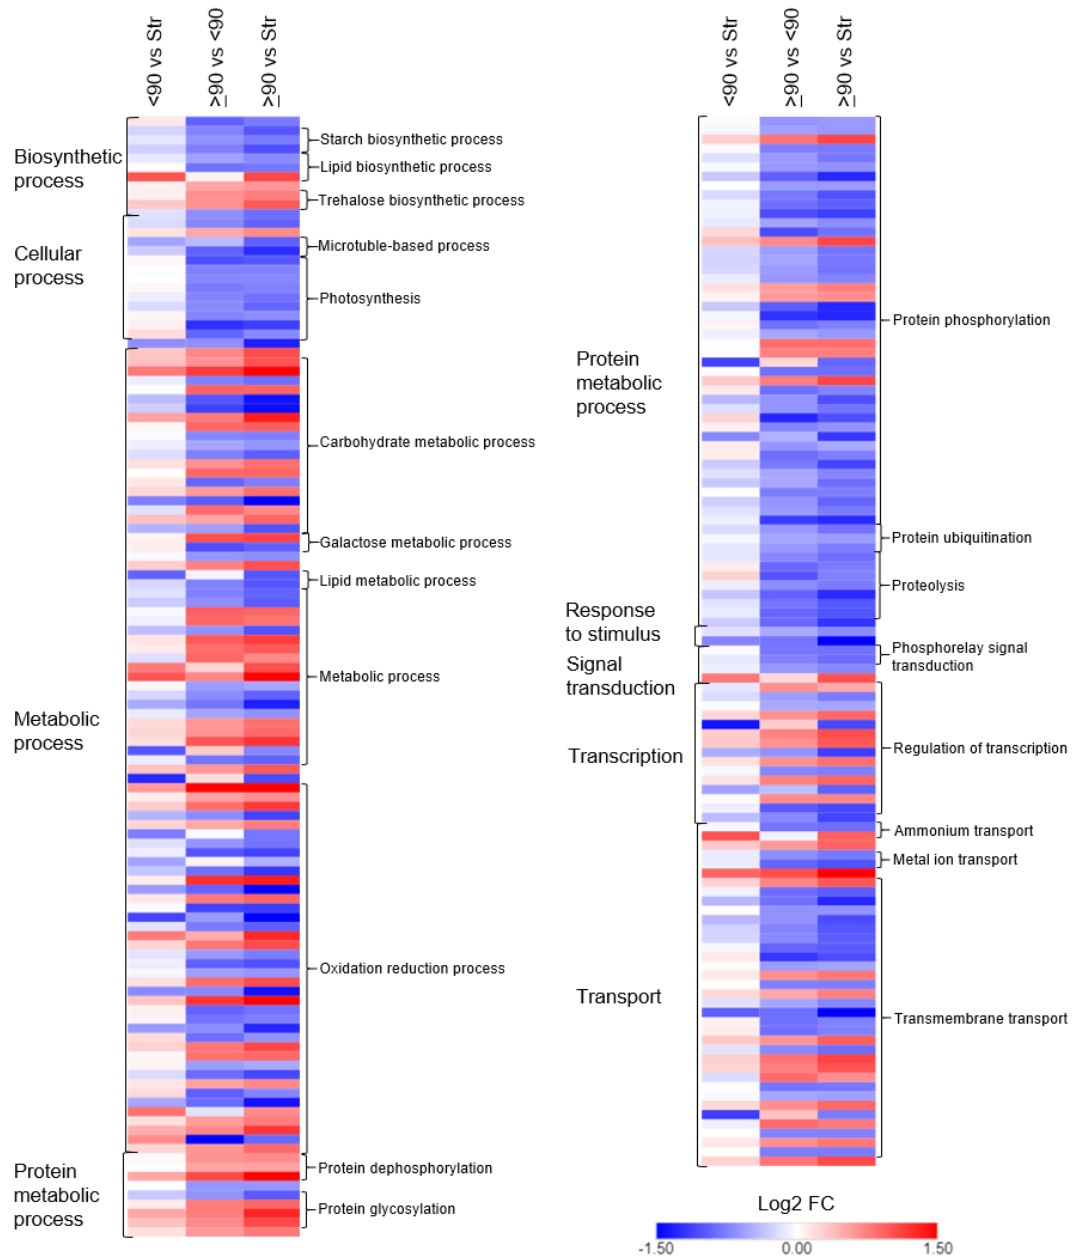 <90 vs Str
≥90 vs <90
≥90 vs Str
Biosynthetic
process
Starch biosynthetic process
Lipid biosynthetic process
Trehalose biosynthetic process
Cellular
process
Microtuble-based process
Photosynthesis
Metabolic
process
Carbohydrate metabolic process
Galactose metabolic process
Lipid metabolic process
Metabolic process
Oxidation reduction process
Protein
metabolic
process
Protein dephosphorylation
Protein glycosylation
<90 vs Str
≥90 vs <90
≥90 vs Str
Protein
metabolic
process
Protein phosphorylation
Protein ubiquitination
Proteolysis
Response
to stimulus
Signal
transduction
Phosphorelay signal
transduction
Transcription
Regulation of transcription
Transport
Ammonium transport
Metal ion transport
Transmembrane transport
Log2 FC
-1.50 0.00 1.50